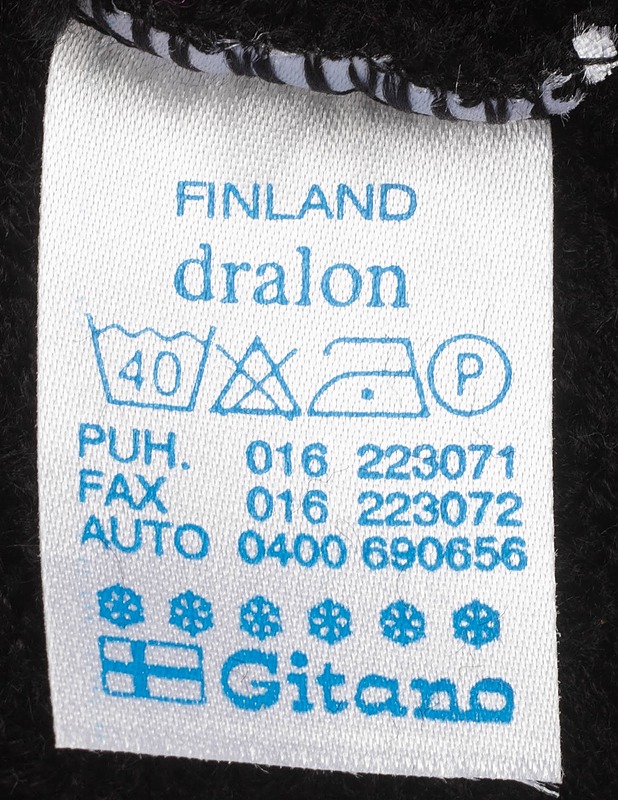 FINLAND
dralon
40 P
PUH. 016 223071
FAX 016 223072
AUTO 0400 690656
Gitano